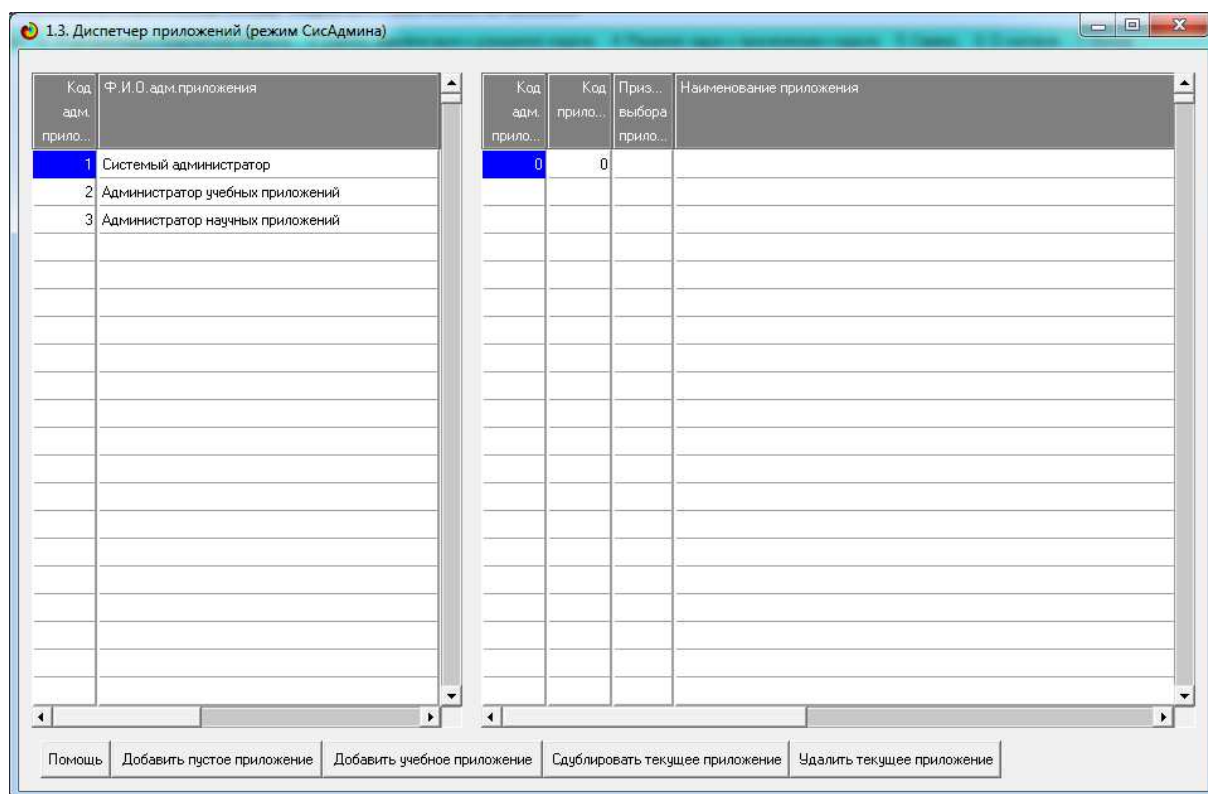 1.3. Диспетчер приложений (режим СисАдмина)
Код адм. прило... Ф.И.О.адм.приложения
1 Системый администратор
2 Администратор учебных приложений
3 Администратор научных приложений
Код адм. прило... Код прило... Приз... выбора прило... Наименование приложения
0 0
Помощь Добавить пустое приложение Добавить учебное приложение Сдублировать текущее приложение Удалить текущее приложение